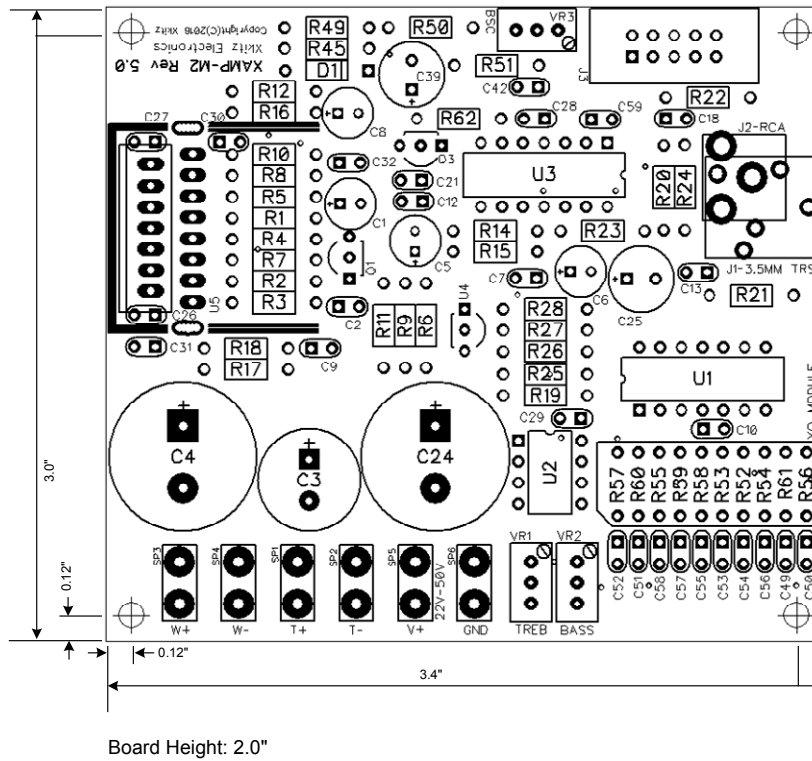 Copyright(C)2016 Xkitz
Xkitz Electronics
XAMP-M2 Rev 5.0
R49
R45
D1
R50
C39
BSC
VR3
J3
R51
C42
R12
R16
C27
C30
C8
R62
C28
C59
R22
C18
J2-RCA
R10
R8
R5
R1
R4
R7
R2
R3
C32
C1
Q1
C2
U5
C26
C31
C21
C12
C5
U3
R20
R24
R14
R15
R23
C7
C6
C25
C13
J1-3.5MM TRS
R21
R11
R9
R6
U4
R28
R27
R26
R25
R19
R18
R17
C9
U1
C29
C10
U2
+
C4
+
C3
+
C24
R57
R60
R55
R59
R58
R53
R52
R54
R61
R56
C52
C51
C58
C57
C55
C53
C54
C56
C49
C50
VR1
VR2
TREB
BASS
SP3
SP4
SP1
SP2
SP5
SP6
22V-50V
W+
W-
T+
T-
V+
GND
3.0"
0.12"
0.12"
3.4"
Board Height: 2.0"